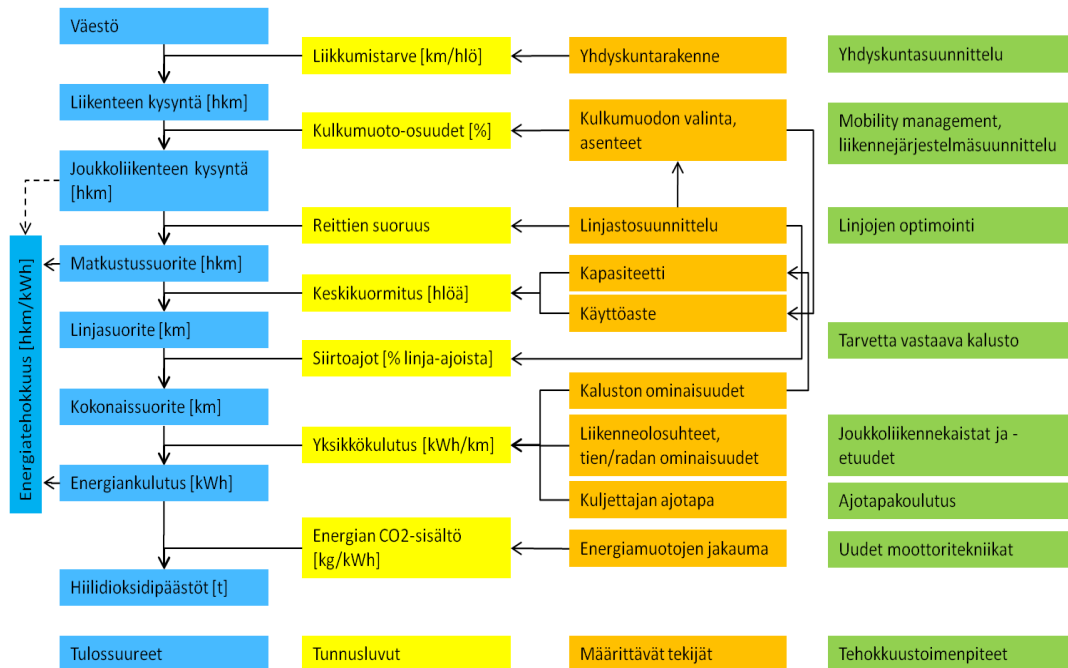 Väestö
Liikkumistarve [km/hlö]
Yhdyskuntarakenne
Yhdyskuntasuunnittelu
Liikenteen kysyntä [hkm]
Kulkumuoto-osuudet [%]
Kulkumuodon valinta,
asenteet
Mobility management,
liikennejärjestelmäsuunnittelu
Joukkoliikenteen kysyntä
[hkm]
Reittien suoruus
Linjastosuunnittelu
Linjojen optimointi
Energiatehokkuus [hkm/kWh]
Matkustussuorite [hkm]
Kapasiteetti
Keskikuormitus [hlöä]
Käyttöaste
Linjasuorite [km]
Tarvetta vastaava kalusto
Siirtoajot [% linja-ajoista]
Kaluston ominaisuudet
Kokonaissuorite [km]
Yksikkökulutus [kWh/km]
Liikenneolosuhteet,
tien/radan ominaisuudet
Joukkoliikennekaistat ja -
etuudet
Energiankulutus [kWh]
Kuljettajan ajotapa
Ajotapakoulutus
Energian CO2-sisältö
[kg/kWh]
Energiamuotojen jakauma
Uudet moottoritekniikat
Hiilidioksidipäästöt [t]
Tulossuureet
Tunnusluvut
Määrittävät tekijät
Tehokkuustoimenpiteet